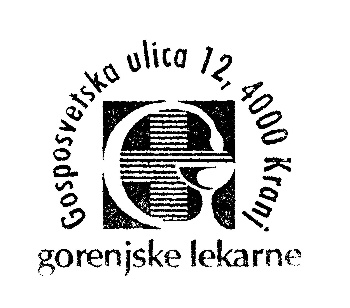 Gosposvetska ulica 12, 4000 Kranj
gorenjske lekarne